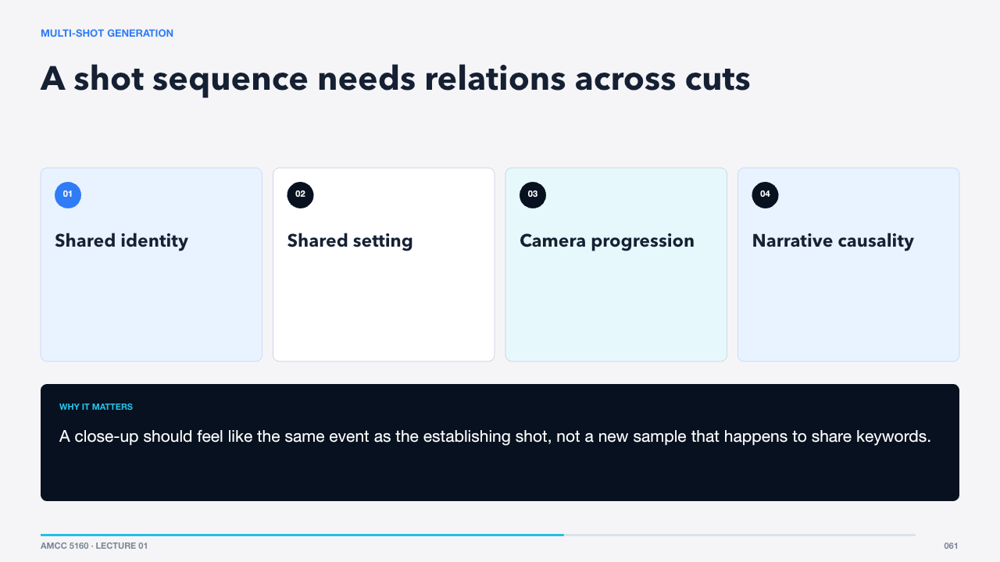 MULTI-SHOT GENERATION
A shot sequence needs relations across cuts
01
Shared identity
02
Shared setting
03
Camera progression
04
Narrative causality
WHY IT MATTERS
A close-up should feel like the same event as the establishing shot, not a new sample that happens to share keywords.
AMCC 5160 · LECTURE 01
061